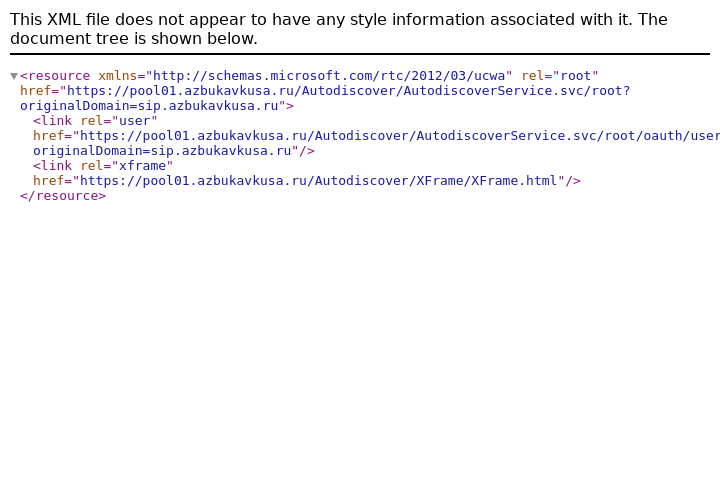 This XML file does not appear to have any style information associated with it. The
document tree is shown below.
<resource xmlns="http://schemas.microsoft.com/rtc/2012/03/ucwa" rel="root"
href="https://pool01.azbukavkusa.ru/Autodiscover/AutodiscoverService.svc/root?
originalDomain=sip.azbukavkusa.ru">
<link rel="user"
href="https://pool01.azbukavkusa.ru/Autodiscover/AutodiscoverService.svc/root/oauth/user
originalDomain=sip.azbukavkusa.ru"/>
<link rel="xframe"
href="https://pool01.azbukavkusa.ru/Autodiscover/XFrame/XFrame.html"/>
</resource>